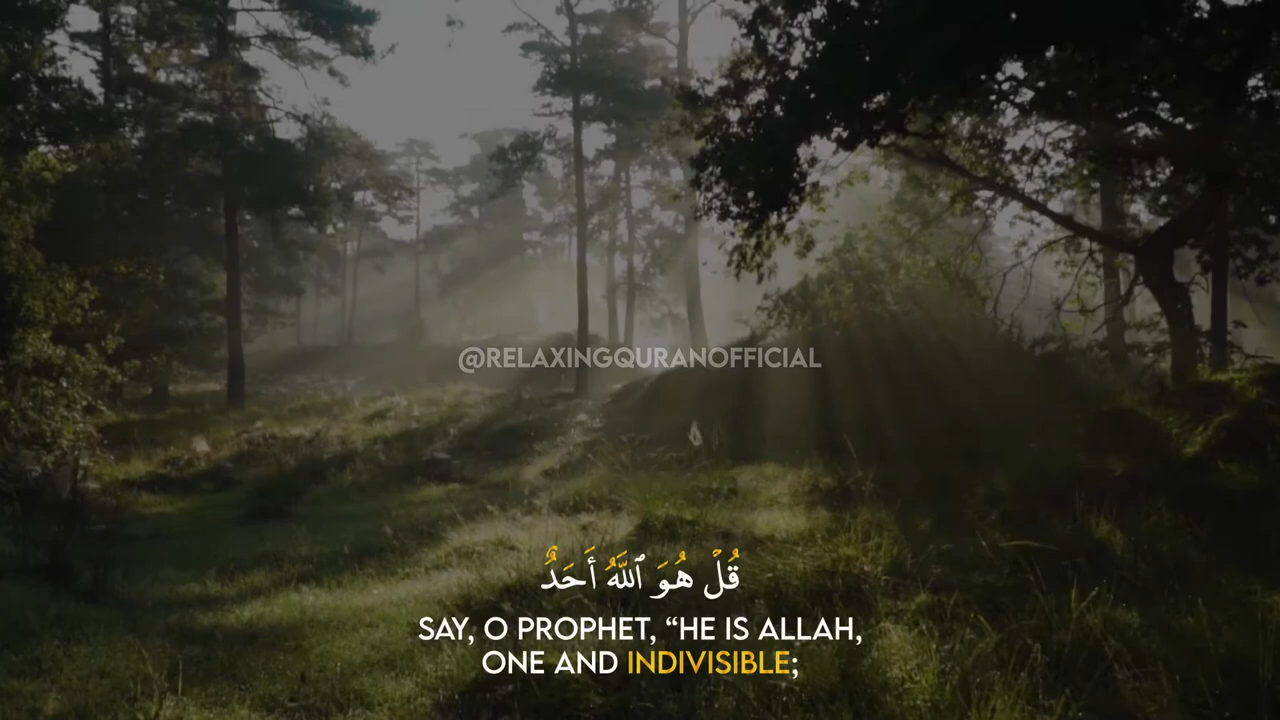 @RELAXINGQURANOFFICIAL
قُلْ هُوَ ٱللَّهُ أَحَدٌ
SAY, O PROPHET, “HE IS ALLAH,
ONE AND INDIVISIBLE;